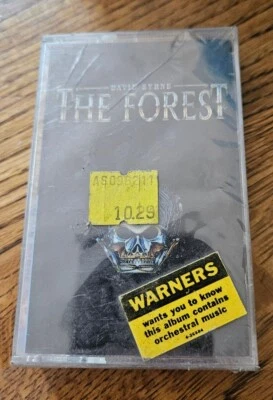 DAVID BYRNE
THE FOREST
10.29
WARNERS
wants you to know
this album contains
orchestral music